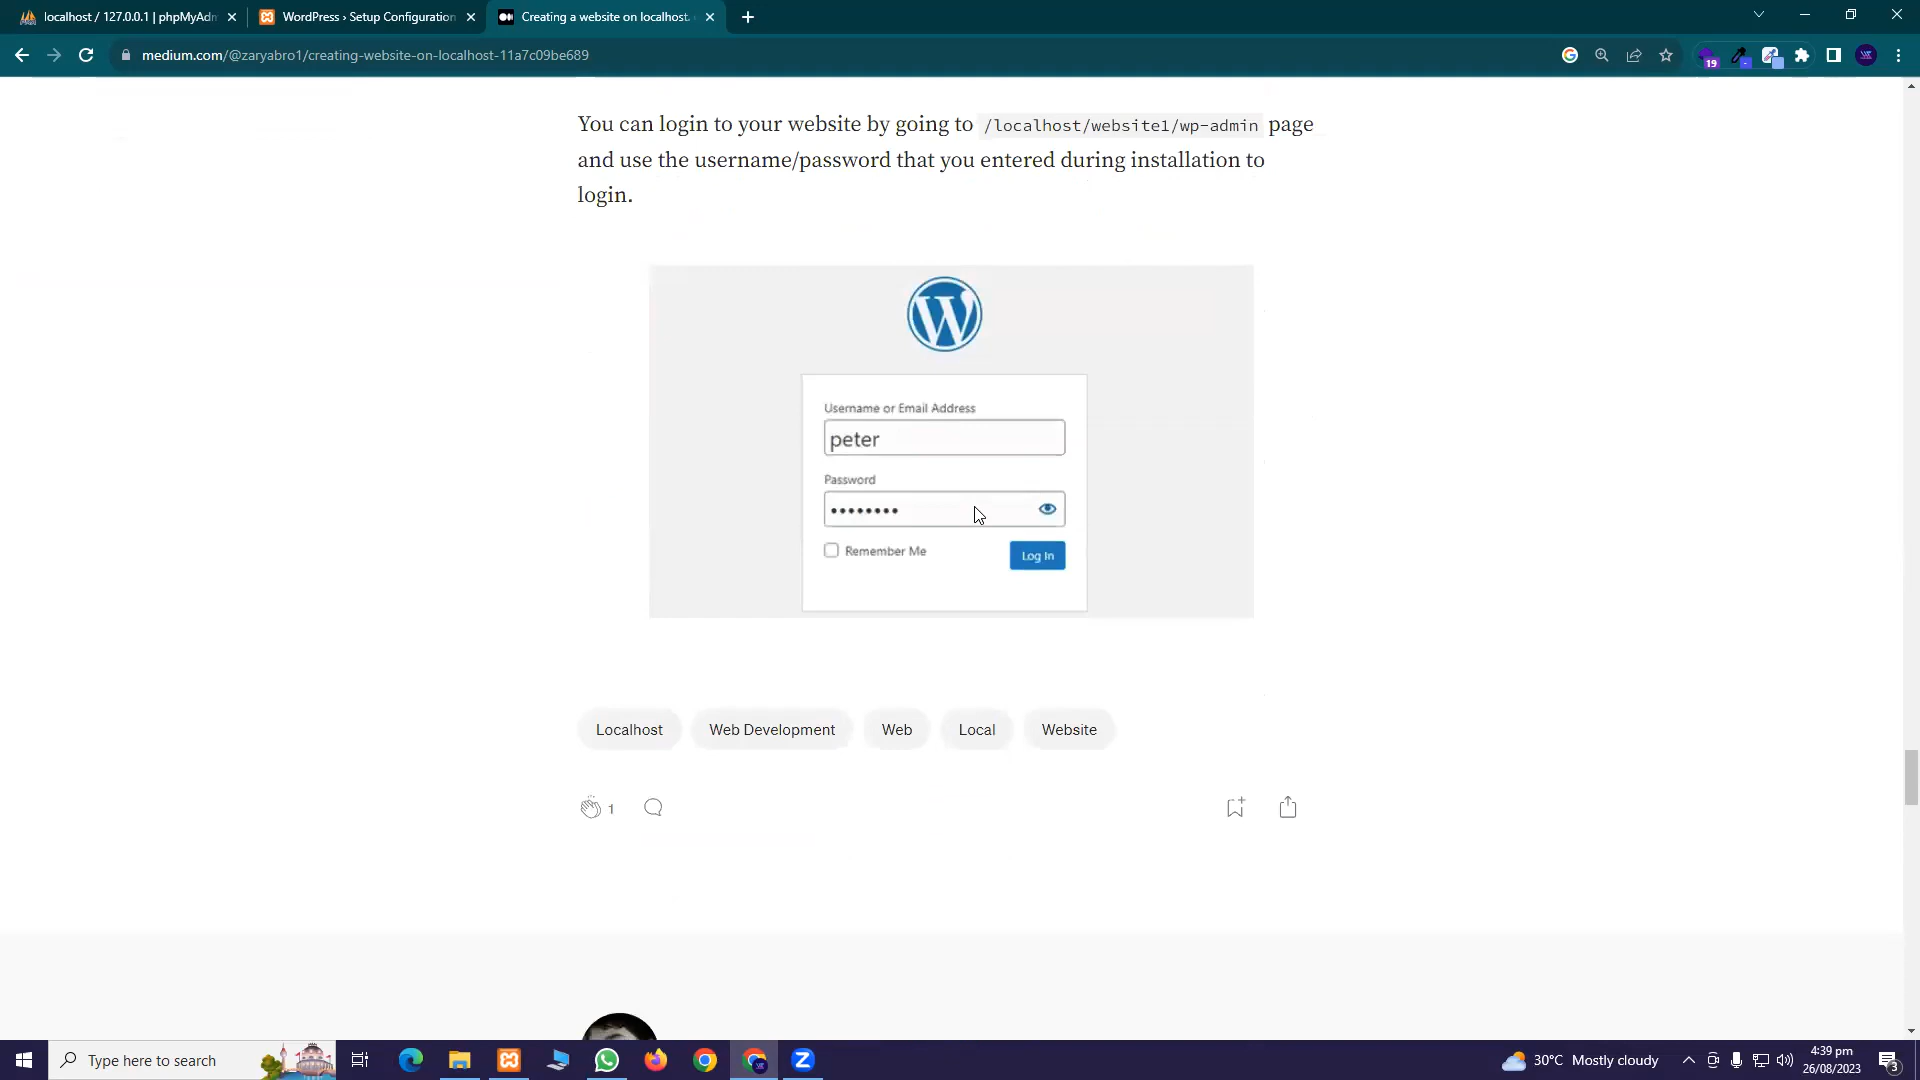 localhost / 127.0.0.1 | phpMyAdm
WordPress › Setup Configuration
Creating a website on localhost.
medium.com/@zaryabro1/creating-website-on-localhost-11a7c09be689
19
You can login to your website by going to /localhost/website1/wp-admin page
and use the username/password that you entered during installation to
login.
Username or Email Address
peter
Password
Remember Me
Log In
Localhost
Web Development
Web
Local
Website
1
Type here to search
30°C Mostly cloudy
4:39 pm
26/08/2023
3